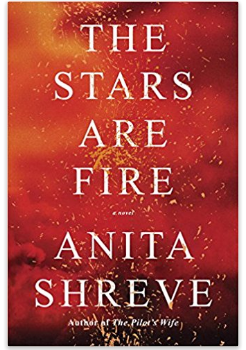 THE
STARS
ARE
FIRE
a novel
ANITA
SHREVE
Author of The Pilot's Wife